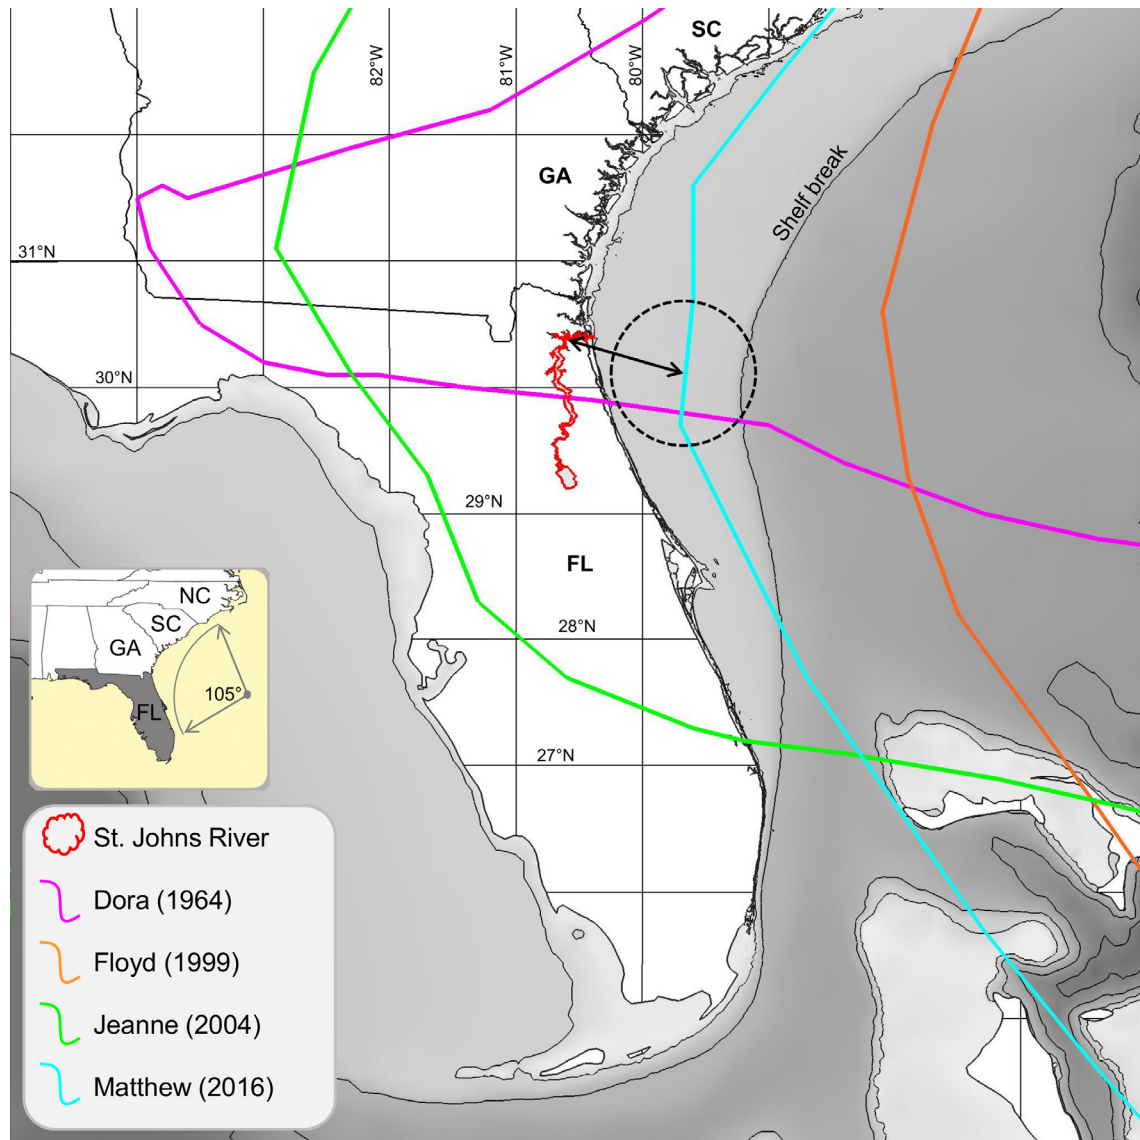 SC
82°W
81°W
80°W
GA
Shelf break
31°N
30°N
29°N
FL
28°N
27°N
NC
SC
GA
105°
FL
St. Johns River
Dora (1964)
Floyd (1999)
Jeanne (2004)
Matthew (2016)